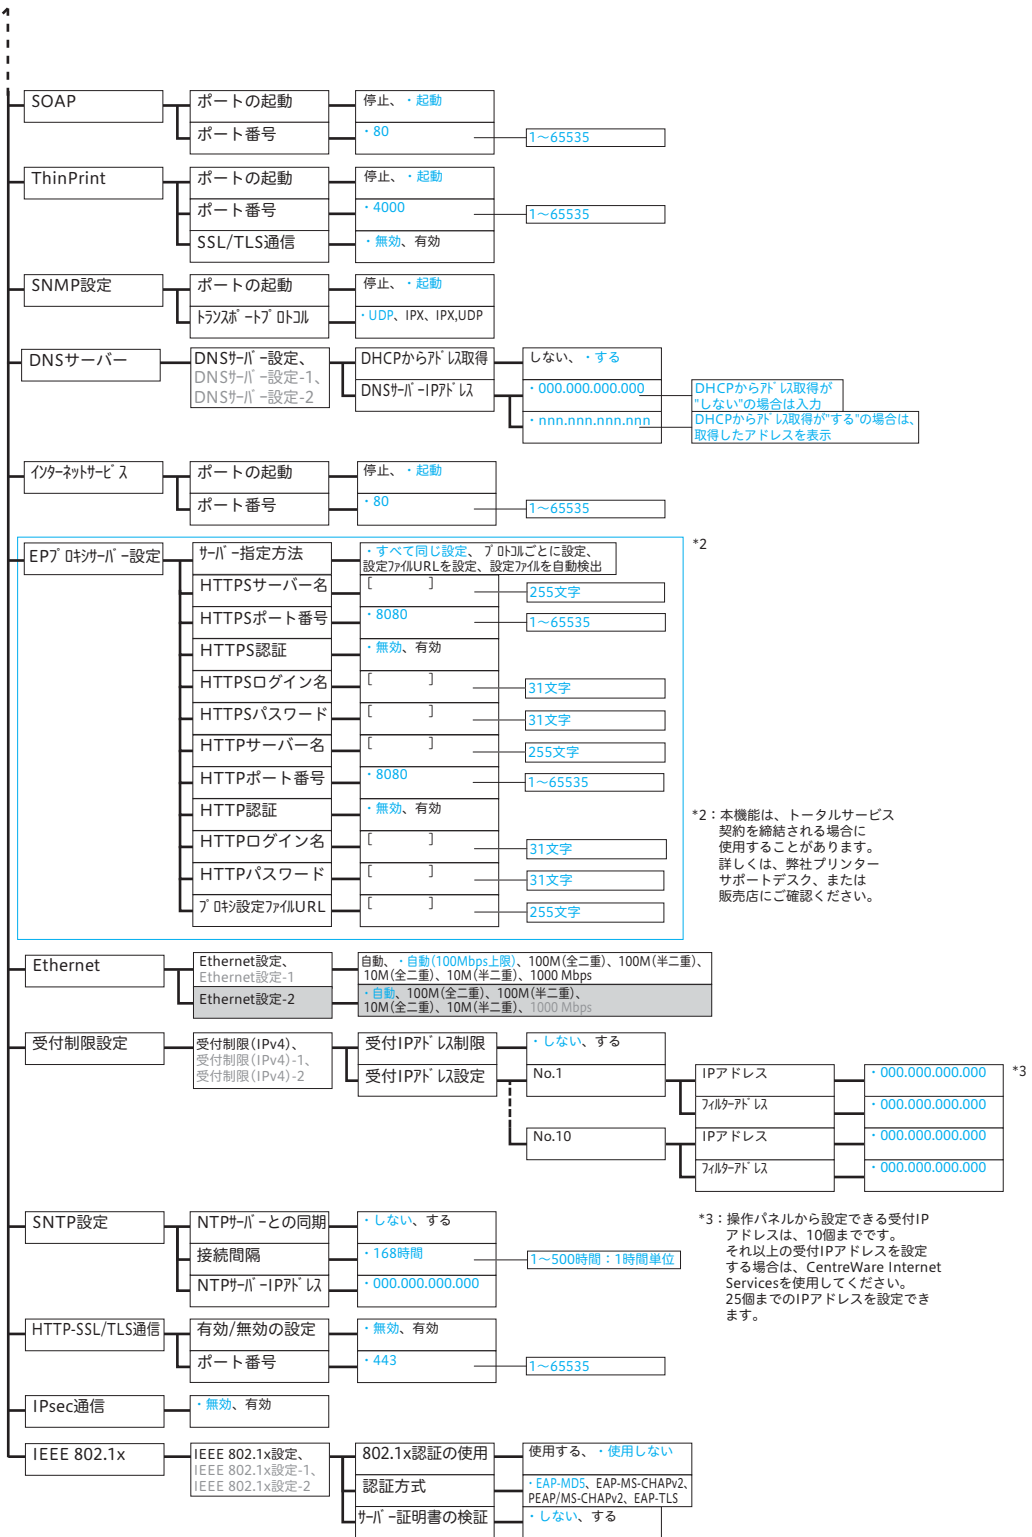 1
SOAP
ポートの起動
停止、・起動
ポート番号
・80
1～65535
ThinPrint
ポートの起動
停止、・起動
ポート番号
・4000
1～65535
SSL/TLS通信
・無効、有効
SNMP設定
ポートの起動
停止、・起動
ﾄﾗﾝｽﾎﾟｰﾄﾌﾟﾛﾄｺﾙ
・UDP、IPX、IPX,UDP
DNSサーバー
DNSｻｰﾊﾞｰ設定、
DNSｻｰﾊﾞｰ設定-1、
DNSｻｰﾊﾞｰ設定-2
DHCPからｱﾄﾞﾚｽ取得
しない、・する
DNSｻｰﾊﾞｰIPｱﾄﾞﾚｽ
・000.000.000.000
DHCPからｱﾄﾞﾚｽ取得が
"しない"の場合は入力
・nnn.nnn.nnn.nnn
DHCPからｱﾄﾞﾚｽ取得が"する"の場合は、
取得したアドレスを表示
ｲﾝﾀｰﾈｯﾄｻｰﾋﾞｽ
ポートの起動
停止、・起動
ポート番号
・80
1～65535
EPﾌﾟﾛｷｼｻｰﾊﾞｰ設定
ｻｰﾊﾞｰ指定方法
・すべて同じ設定、ﾌﾟﾛﾄｺﾙごとに設定、
設定ﾌｧｲﾙURLを設定、設定ﾌｧｲﾙを自動検出
*2
HTTPSサーバー名
[ ]
255文字
HTTPSポート番号
・8080
1～65535
HTTPS認証
・無効、有効
HTTPSログイン名
[ ]
31文字
HTTPSパスワード
[ ]
31文字
HTTPサーバー名
[ ]
255文字
HTTPポート番号
・8080
1～65535
HTTP認証
・無効、有効
HTTPログイン名
[ ]
31文字
HTTPパスワード
[ ]
31文字
ﾌﾟﾛｷｼ設定ﾌｧｲﾙURL
[ ]
255文字
*2：本機能は、トータルサービス
契約を締結される場合に
使用することがあります。
詳しくは、弊社プリンター
サポートデスク、または
販売店にご確認ください。
Ethernet
Ethernet設定、
Ethernet設定-1
自動、・自動(100Mbps上限)、100M(全二重)、100M(半二重)、
10M(全二重)、10M(半二重)、1000 Mbps
Ethernet設定-2
・自動、100M(全二重)、100M(半二重)、
10M(全二重)、10M(半二重)、1000 Mbps
受付制限設定
受付制限(IPv4)、
受付制限(IPv4)-1、
受付制限(IPv4)-2
受付IPｱﾄﾞﾚｽ制限
・しない、する
受付IPｱﾄﾞﾚｽ設定
No.1
IPアドレス
・000.000.000.000
*3
ﾌｨﾙﾀｰｱﾄﾞﾚｽ
・000.000.000.000
No.10
IPアドレス
・000.000.000.000
ﾌｨﾙﾀｰｱﾄﾞﾚｽ
・000.000.000.000
SNTP設定
NTPｻｰﾊﾞｰとの同期
・しない、する
接続間隔
・168時間
1～500時間：1時間単位
NTPｻｰﾊﾞｰIPｱﾄﾞﾚｽ
・000.000.000.000
*3：操作パネルから設定できる受付IP
アドレスは、10個までです。
それ以上の受付IPアドレスを設定
する場合は、CentreWare Internet
Servicesを使用してください。
25個までのIPアドレスを設定でき
ます。
HTTP-SSL/TLS通信
有効/無効の設定
・無効、有効
ポート番号
・443
1～65535
IPsec通信
・無効、有効
IEEE 802.1x
IEEE 802.1x設定、
IEEE 802.1x設定-1、
IEEE 802.1x設定-2
802.1x認証の使用
使用する、・使用しない
認証方式
・EAP-MD5、EAP-MS-CHAPv2、
PEAP/MS-CHAPv2、EAP-TLS
ｻｰﾊﾞｰ証明書の検証
・しない、する